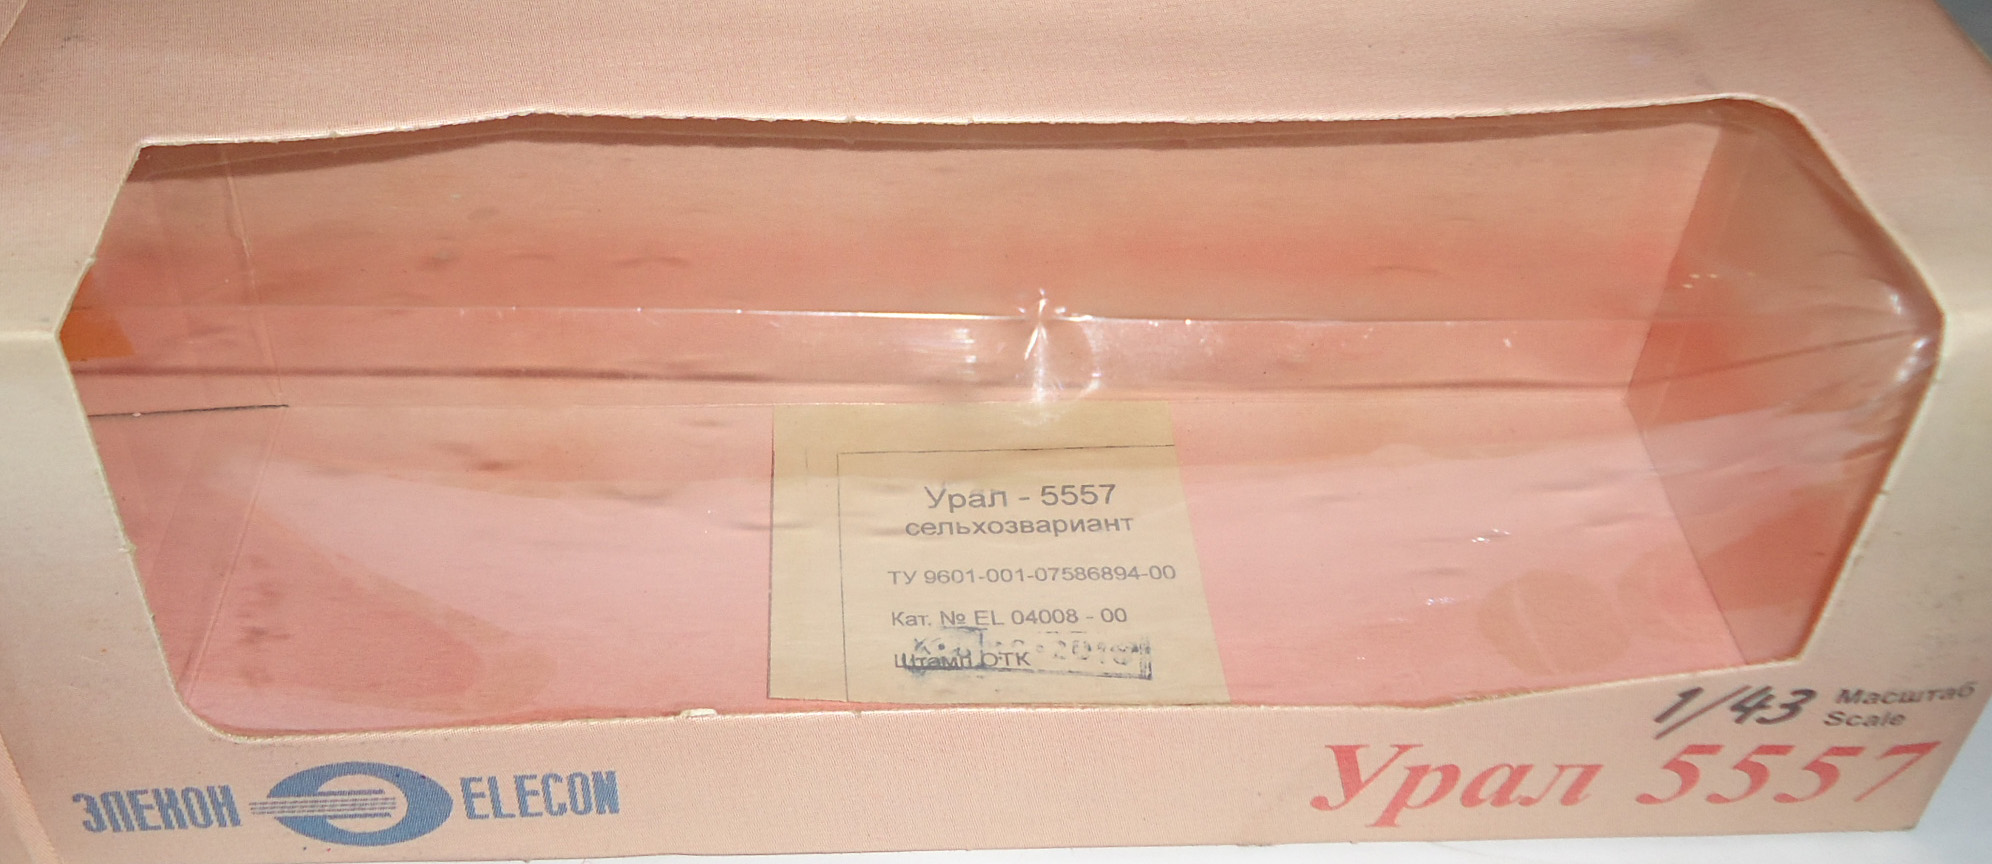 Урал - 5557
сельхозвариант
ТУ 9601-001-07586894-00
Кат. № EL 04008 - 00
Штамп ОТК
1/43 Масштаб
Scale
Урал 5557
ЭЛЕКОН ELECON